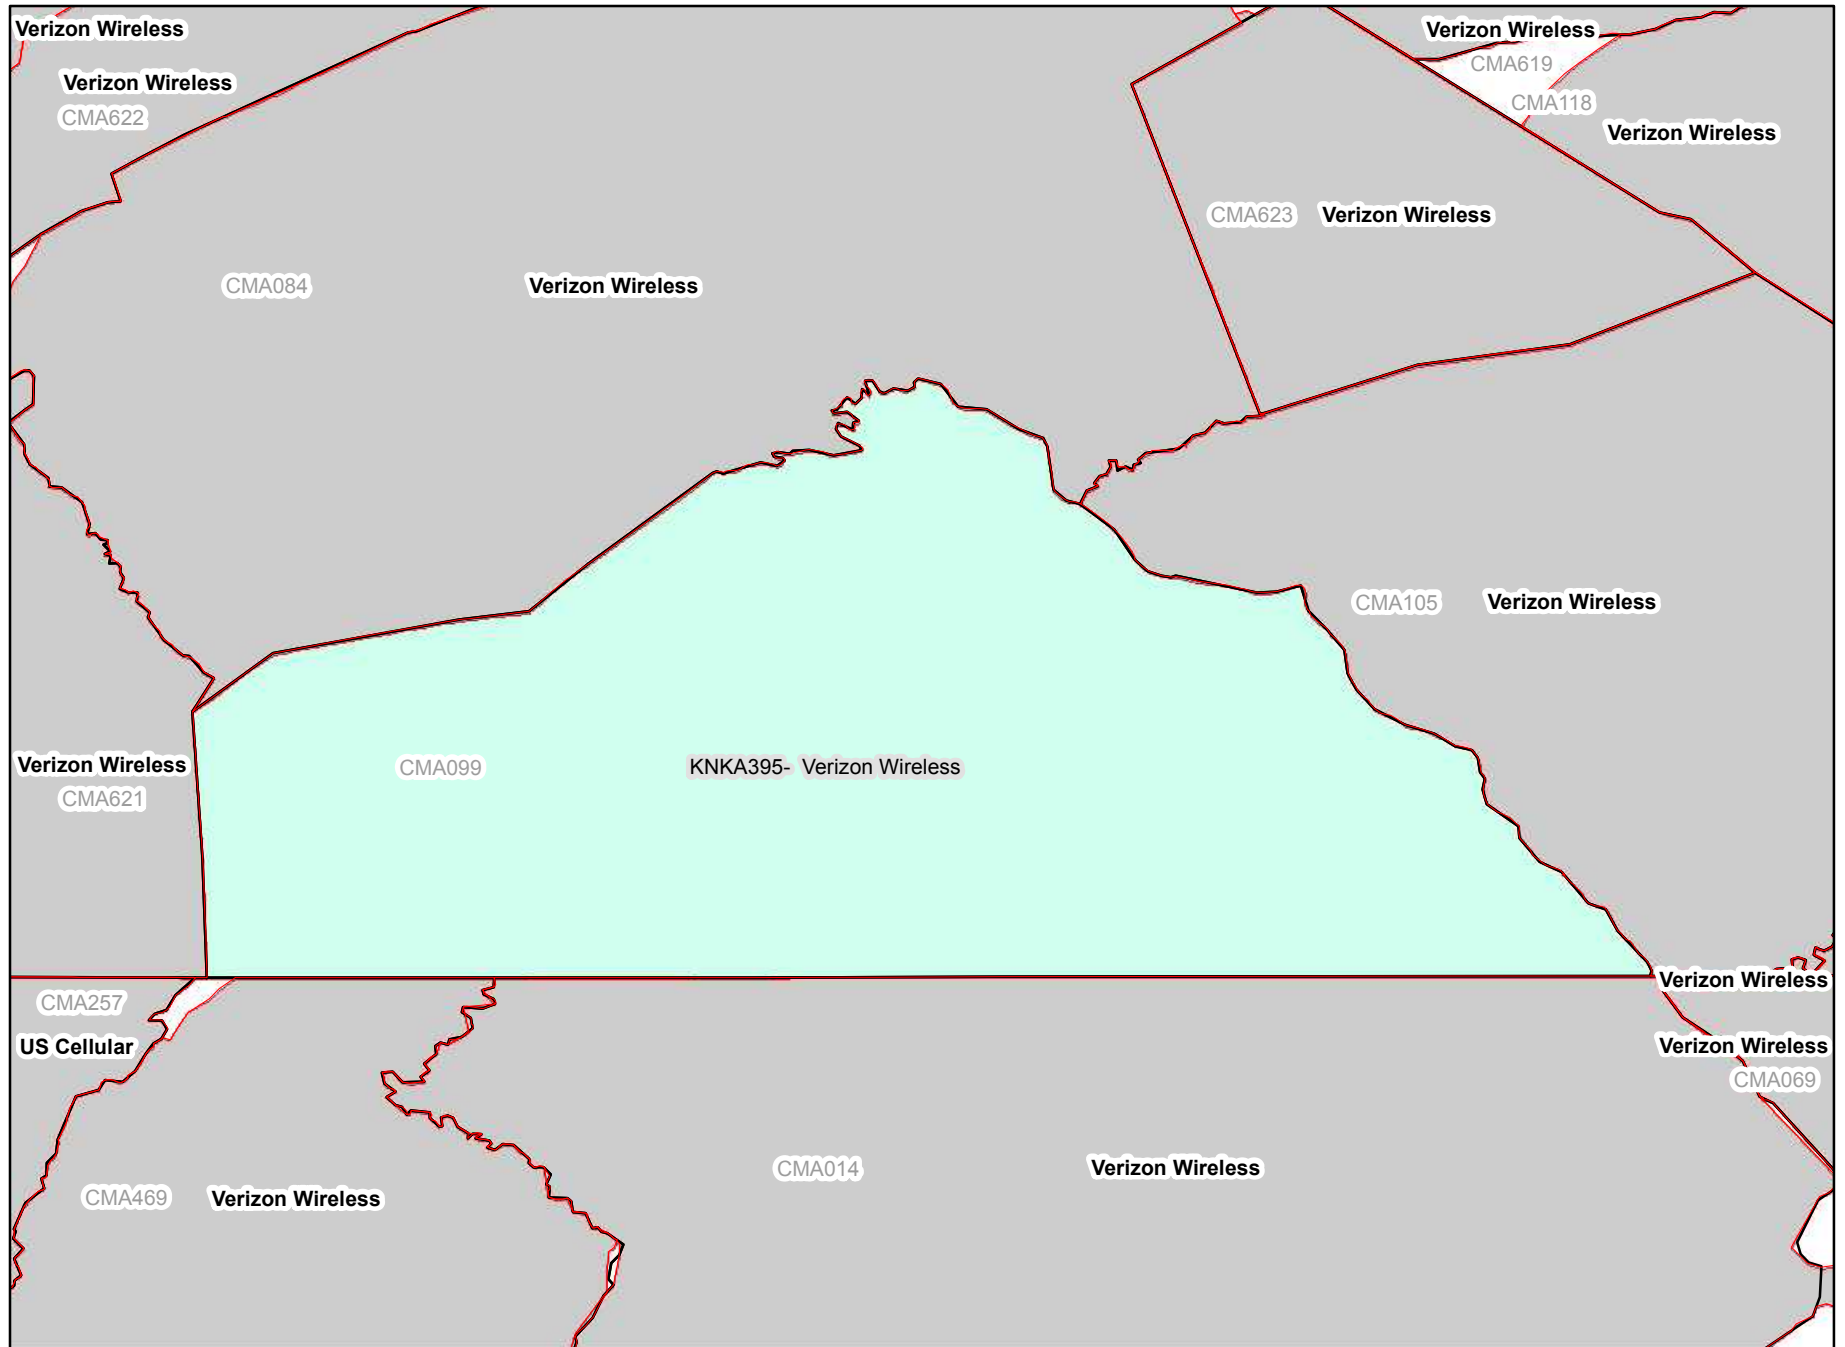 Verizon Wireless
Verizon Wireless
CMA622
Verizon Wireless
CMA619
CMA118
Verizon Wireless
CMA623 Verizon Wireless
CMA084 Verizon Wireless
CMA105 Verizon Wireless
Verizon Wireless
CMA621
CMA099 KNKA395- Verizon Wireless
Verizon Wireless
CMA257
US Cellular
Verizon Wireless
CMA069
CMA014 Verizon Wireless
CMA469 Verizon Wireless